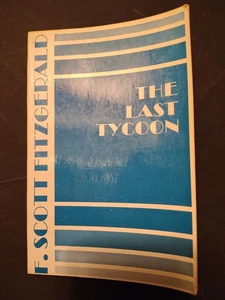 F. SCOTT FITZGERALD
THE
LAST
TYCOON